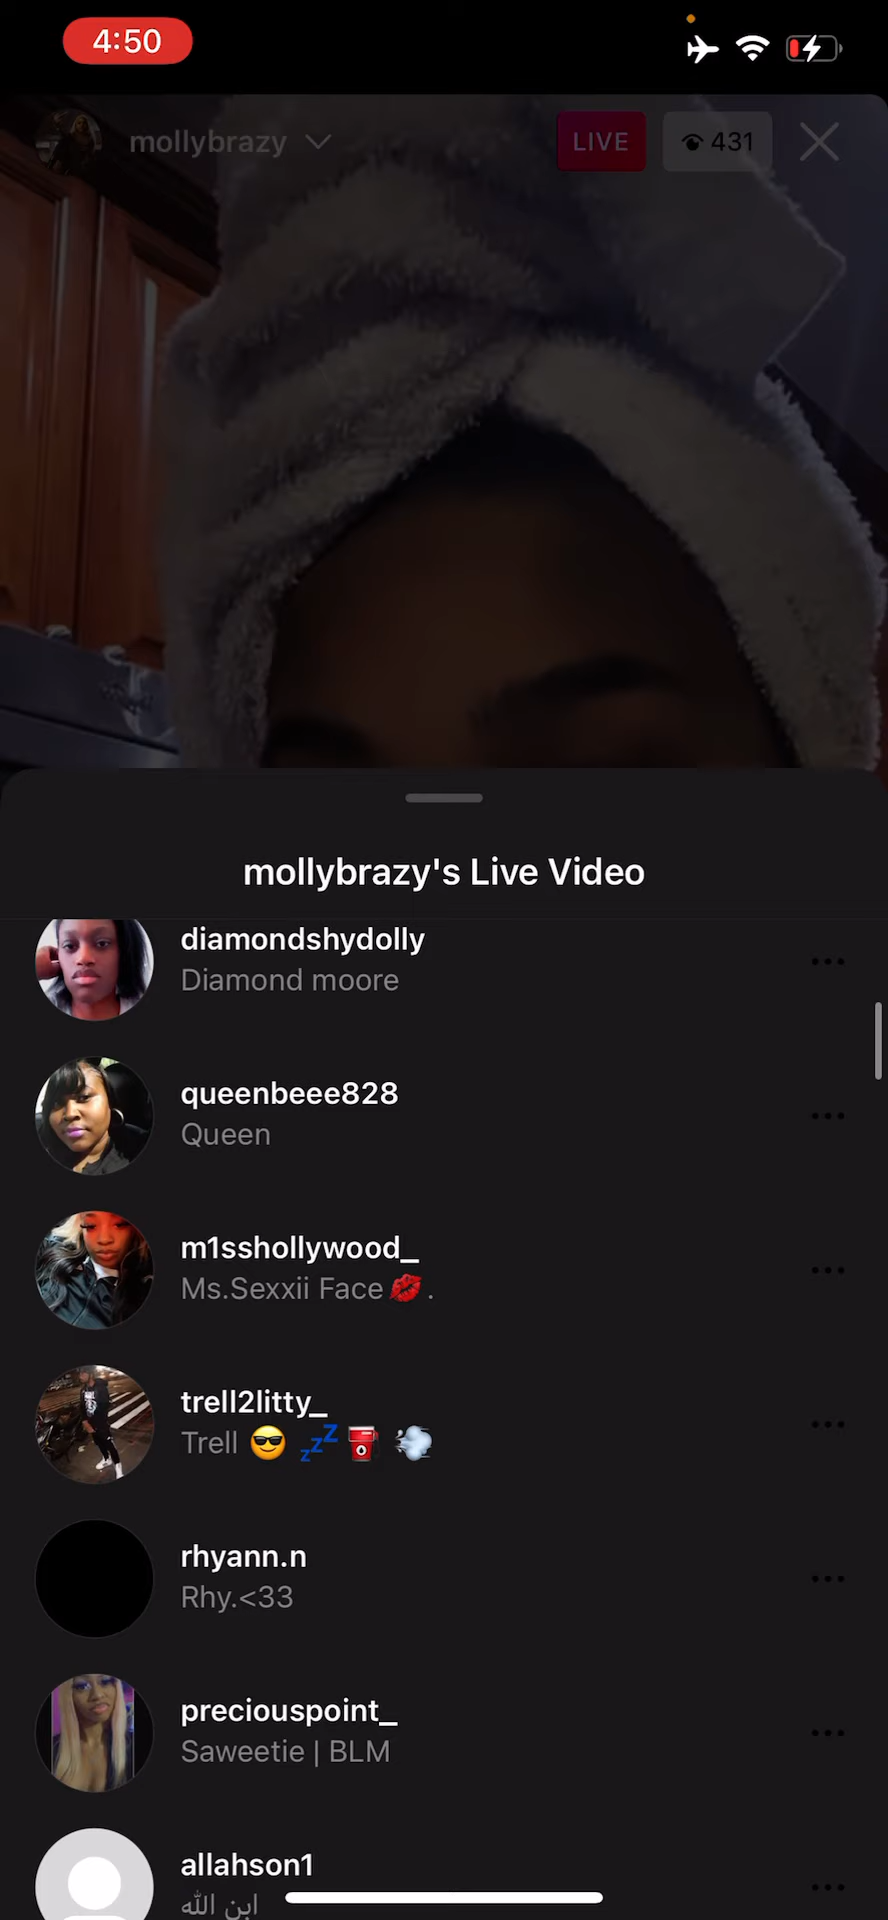 4:50
mollybrazy
LIVE
431
mollybrazy's Live Video
diamondshydolly
Diamond moore
queenbeee828
Queen
m1sshollywood_
Ms.Sexxii Face💋.
trell2litty_
Trell 😎 💤⛽️ 💨
rhyann.n
Rhy.<33
preciouspoint_
Saweetie | BLM
allahson1
ابن الله